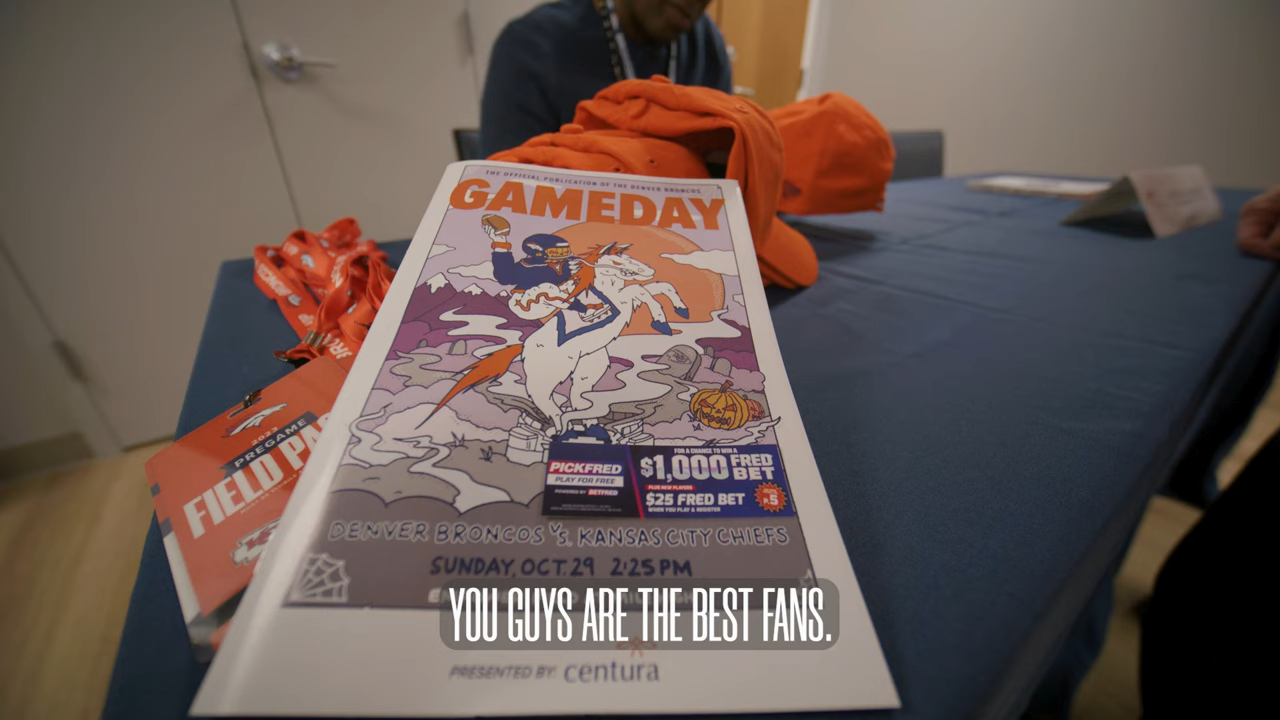 THE OFFICIAL PUBLICATION OF THE DENVER BRONCOS
GAMEDAY
PICKFRED
PLAY FOR FREE
POWERED BY BETFRED
FOR A CHANCE TO WIN A
$1,000 FRED BET
PLUS NEW PLAYERS
$25 FRED BET
WHEN YOU PLAY & REGISTER
P.5
DENVER BRONCOS VS. KANSAS CITY CHIEFS
SUNDAY, OCT. 29 2:25 PM
YOU GUYS ARE THE BEST FANS.
PRESENTED BY: centura
2023
PREGAME
FIELD PA